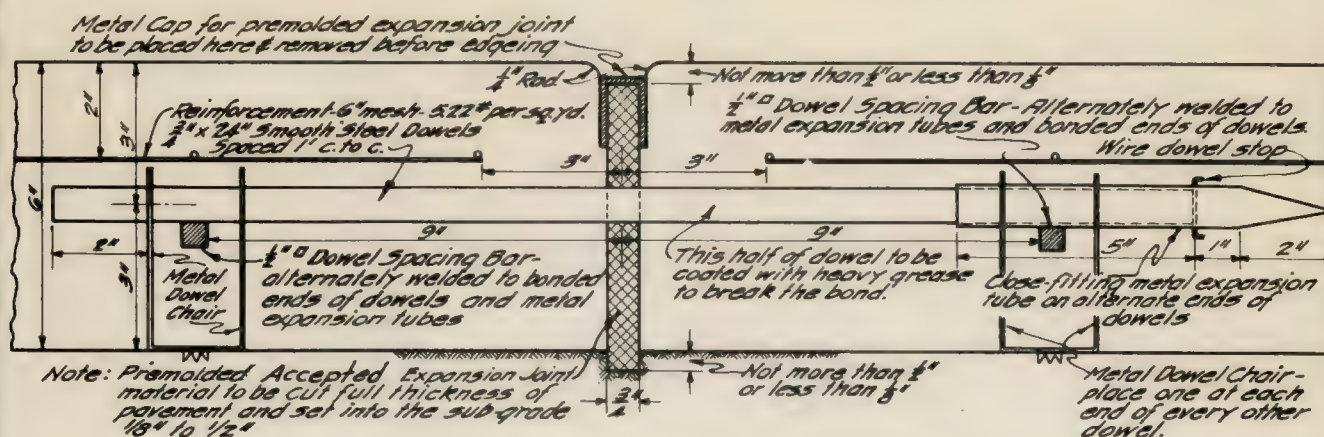 Metal Cap for premolded expansion joint
to be placed here & removed before edgeing
1/4" Rad.
Not more than 1/2" or less than 1/8"
2"
3"
6"
Reinforcement-6" mesh-5.22# per sq. yd.
3/4" x 24" Smooth Steel Dowels
Spaced 1' c. to c.
1/2" □ Dowel Spacing Bar - Alternately welded to
metal expansion tubes and bonded ends of dowels.
Wire dowel stop
3"
3"
9"
9"
2"
3"
Metal
Dowel
Chair
1/2" □ Dowel Spacing Bar-
alternately welded to bonded
ends of dowels and metal
expansion tubes
This half of dowel to be
coated with heavy grease
to break the bond.
5"
1"
2"
Close-fitting metal expansion
tube on alternate ends of
dowels
Note: Premolded Accepted Expansion Joint
material to be cut full thickness of
pavement and set into the sub-grade
1/8" to 1/2"
3/4"
Not more than 1/2"
or less than 1/8"
Metal Dowel Chair-
place one at each
end of every other
dowel.